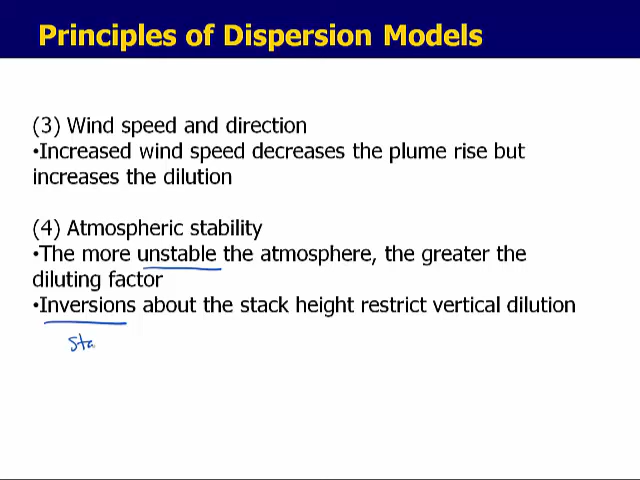 Principles of Dispersion Models
(3) Wind speed and direction
•Increased wind speed decreases the plume rise but
increases the dilution
(4) Atmospheric stability
•The more unstable the atmosphere, the greater the
diluting factor
•Inversions about the stack height restrict vertical dilution
sta